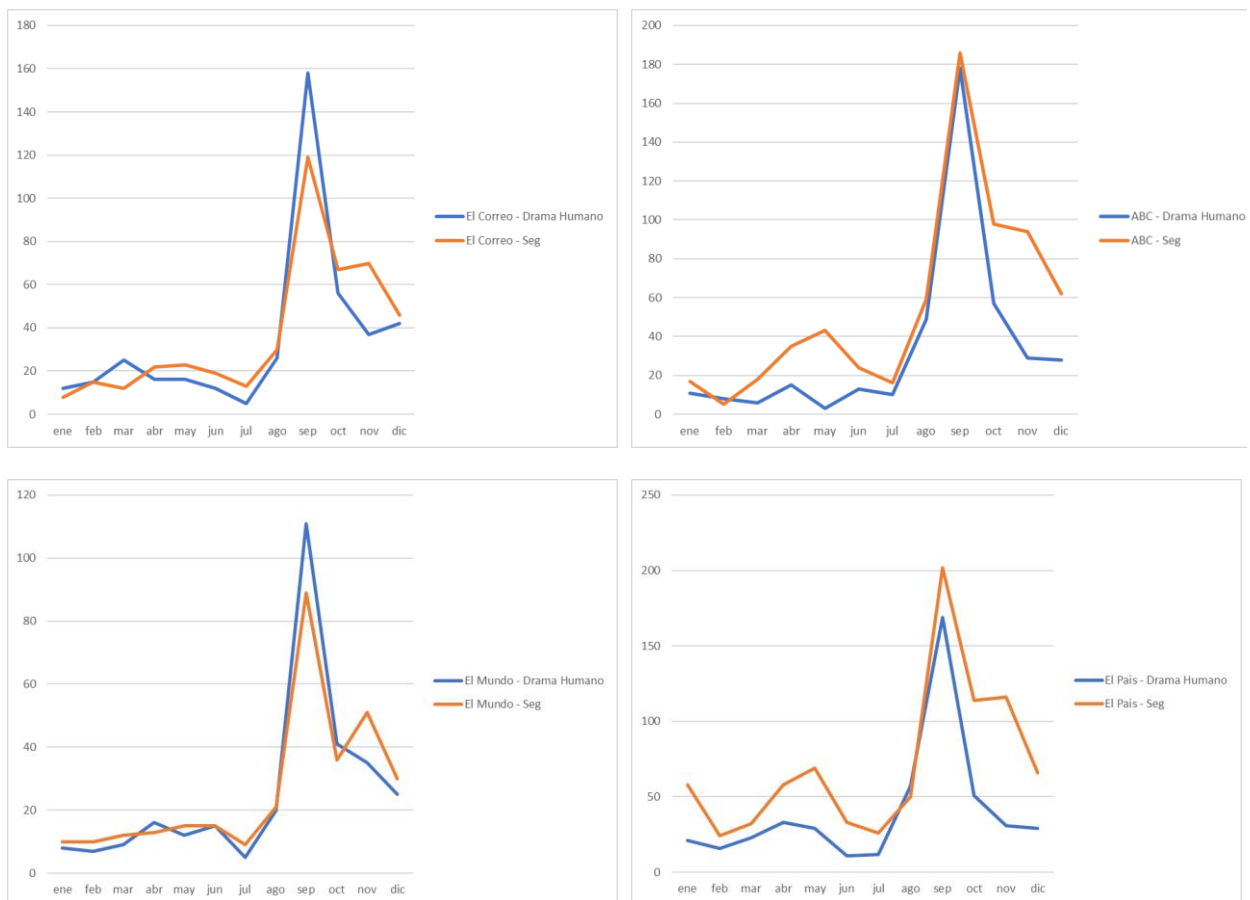 180
160
140
120
100
80
60
40
20
0
ene feb mar abr may jun jul ago sep oct nov dic
El Correo - Drama Humano
El Correo - Seg
200
180
160
140
120
100
80
60
40
20
0
ene feb mar abr may jun jul ago sep oct nov dic
ABC - Drama Humano
ABC - Seg
120
100
80
60
40
20
0
ene feb mar abr may jun jul ago sep oct nov dic
El Mundo - Drama Humano
El Mundo - Seg
250
200
150
100
50
0
ene feb mar abr may jun jul ago sep oct nov dic
El Pais - Drama Humano
El Pais - Seg